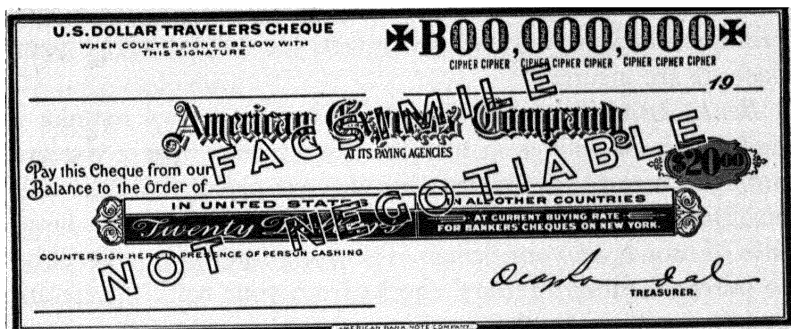 U.S. DOLLAR TRAVELERS CHEQUE
WHEN COUNTERSIGNED BELOW WITH
THIS SIGNATURE
B00,000,000
CIPHER CIPHER CIPHER CIPHER CIPHER CIPHER CIPHER CIPHER
19
American Express Company
AT ITS PAYING AGENCIES
Pay this Cheque from our
Balance to the Order of
$20.00
IN UNITED STATES
IN ALL OTHER COUNTRIES
Twenty Dollars
AT CURRENT BUYING RATE
FOR BANKERS' CHEQUES ON NEW YORK.
COUNTERSIGN HERE IN PRESENCE OF PERSON CASHING
TREASURER.
AMERICAN BANK NOTE COMPANY
FACSIMILE
NOT NEGOTIABLE